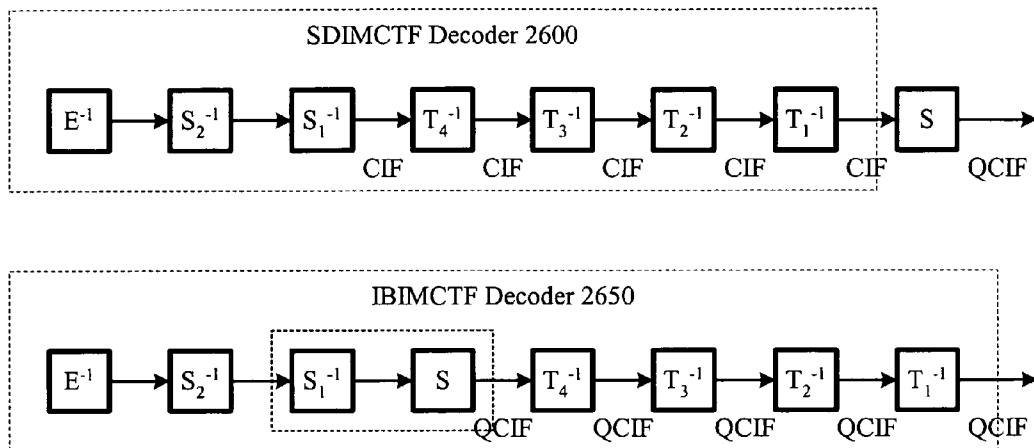 SDIMCTF Decoder 2600
E⁻¹ S₂⁻¹ S₁⁻¹ T₄⁻¹ T₃⁻¹ T₂⁻¹ T₁⁻¹ S
CIF CIF CIF CIF CIF QCIF
IBIMCTF Decoder 2650
E⁻¹ S₂⁻¹ S₁⁻¹ S T₄⁻¹ T₃⁻¹ T₂⁻¹ T₁⁻¹
QCIF QCIF QCIF QCIF QCIF